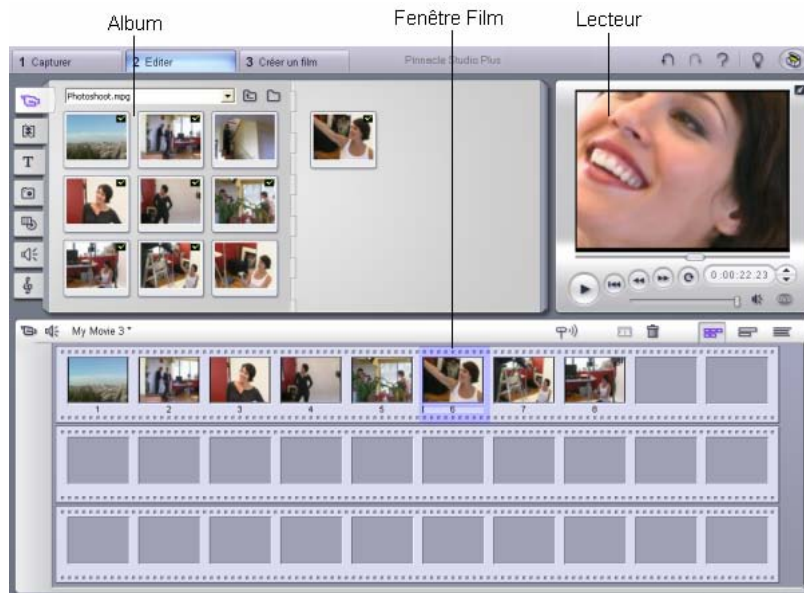 Album
Fenêtre Film
Lecteur
1 Capturer
2 Editer
3 Créer un film
Pinnacle Studio Plus
Photoshoot.mpg
T
0:00:22.23
My Movie 3 *
1 2 3 4 5 6 7 8